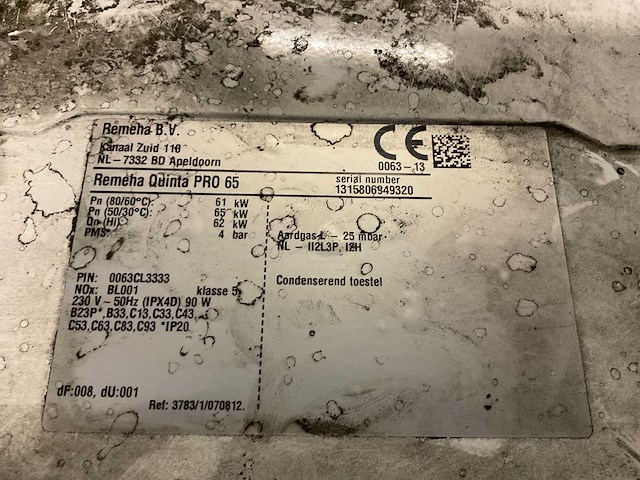 Remeha B.V.
Kanaal Zuid 110
NL-7332 BD Apeldoorn
CE
0063-13
Remeha Quinta PRO 65
serial number
1315806949320
Pn (80/60°C): 61 kW
Pn (50/30°C): 65 kW
Qn (Hi): 62 kW
PMS: 4 bar
Aardgas L - 25 mbar
NL - II2L3P, I2H
PIN: 0063CL3333
NOx: BL001 klasse 5
Condenserend toestel
230 V ~ 50Hz (IPX4D) 90 W
B23P*, B33, C13, C33, C43,
C53, C63, C83, C93 *IP20
dF:008, dU:001
Ref: 3783/1/070812.